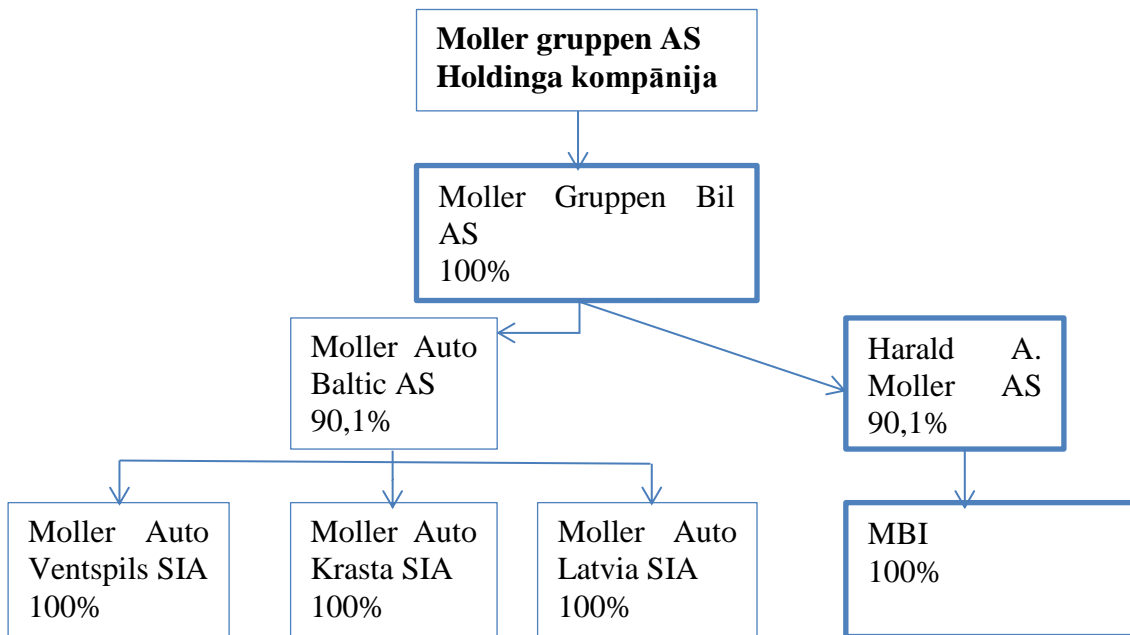 Moller gruppen AS
Holdinga kompānija
Moller Gruppen Bil
AS
100%
Moller Auto
Baltic AS
90,1%
Harald A.
Moller AS
90,1%
Moller Auto
Ventspils SIA
100%
Moller Auto
Krasta SIA
100%
Moller Auto
Latvia SIA
100%
MBI
100%